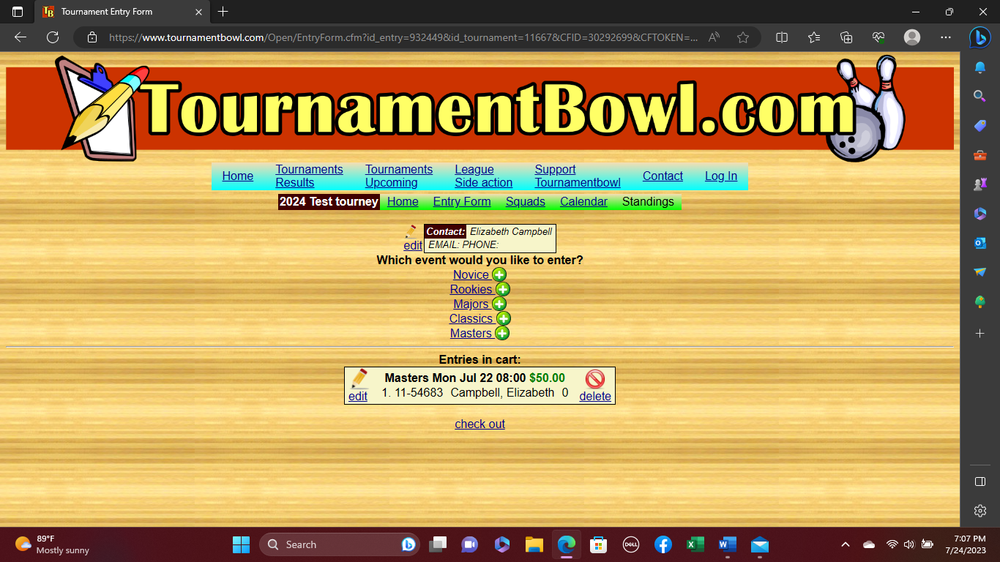 Tournament Entry Form
https://www.tournamentbowl.com/Open/EntryForm.cfm?id_entry=932449&id_tournament=11667&CFID=30292699&CFTOKEN=...
TournamentBowl.com
Home
Tournaments
Results
Tournaments
Upcoming
League
Side action
Support
Tournamentbowl
Contact
Log In
2024 Test tourney Home Entry Form Squads Calendar Standings
edit
Contact: Elizabeth Campbell
EMAIL: PHONE:
Which event would you like to enter?
Novice
Rookies
Majors
Classics
Masters
Entries in cart:
Masters Mon Jul 22 08:00 $50.00
edit
1. 11-54683 Campbell, Elizabeth 0
delete
check out
89°F
Mostly sunny
Search
DELL
7:07 PM
7/24/2023